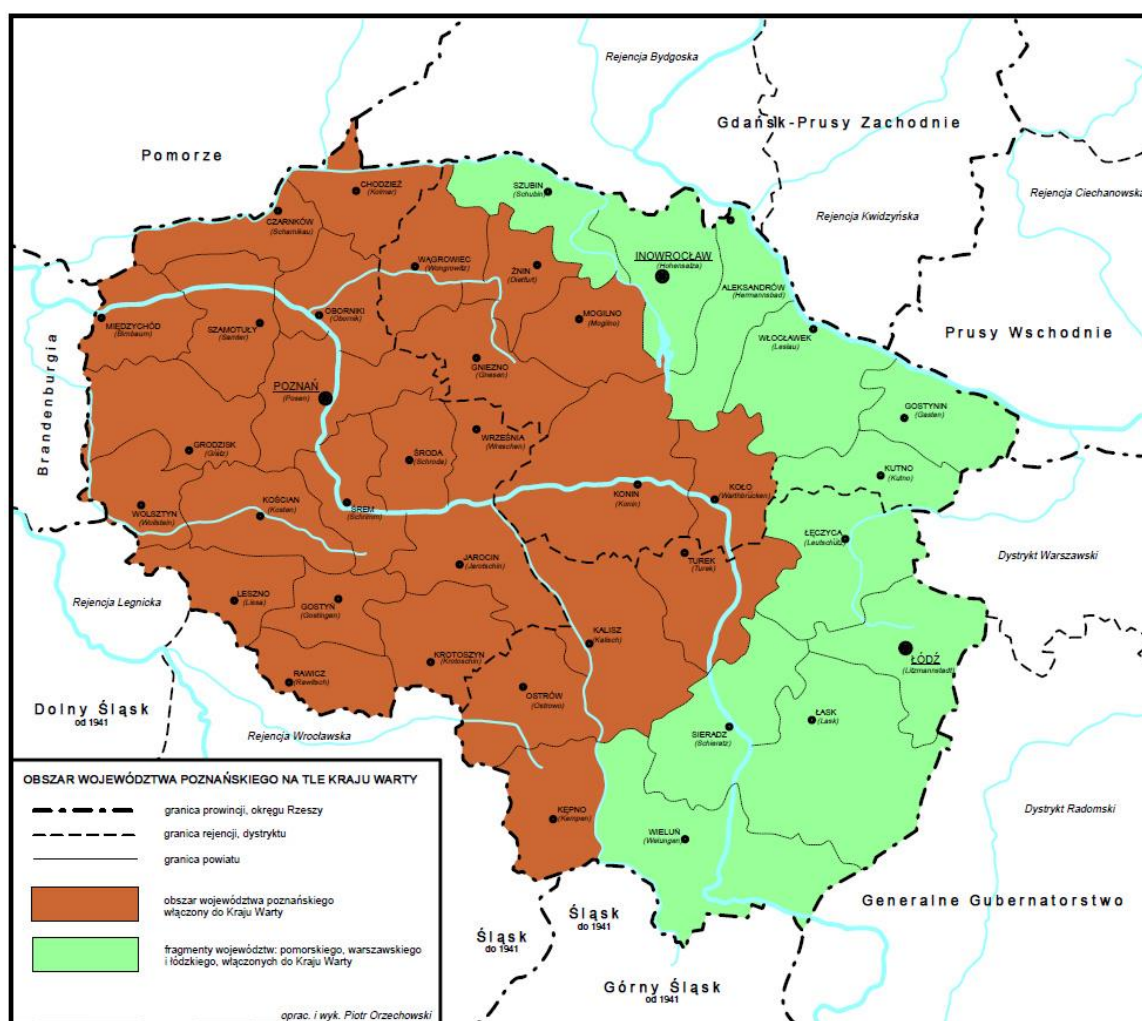 Rejencja Bydgoska
Gdańsk-Prusy Zachodnie
Pomorze
Rejencja Ciechanowska
Rejencja Kwidzyńska
Prusy Wschodnie
Brandenburgia
CHODZIEŻ
(Kolmar)
SZUBIN
(Schubin)
CZARNKÓW
(Scharnikau)
WĄGROWIEC
(Wongrowitz)
ŻNIN
(Dietfurt)
INOWROCŁAW
(Hohensalza)
ALEKSANDRÓW
(Hermannsbad)
MIĘDZYCHÓD
(Birnbaum)
SZAMOTUŁY
(Samter)
OBORNIKI
(Obornik)
MOGILNO
(Mogilno)
WŁOCŁAWEK
(Leslau)
GNIEZNO
(Gnesen)
POZNAŃ
(Posen)
GOSTYNIN
(Gasten)
WRZEŚNIA
(Wreschen)
GRODZISK
(Grätz)
ŚRODA
(Schroda)
KUTNO
(Kutno)
WOLSZTYN
(Wollstein)
KOŚCIAN
(Kosten)
ŚREM
(Schrimm)
KONIN
(Konin)
KOŁO
(Warthbrücken)
ŁĘCZYCA
(Lentschütz)
Dystrykt Warszawski
JAROCIN
(Jarotschin)
TUREK
(Turek)
Rejencja Legnicka
LESZNO
(Lissa)
GOSTYŃ
(Gostingen)
KALISZ
(Kalisch)
ŁÓDŹ
(Litzmannstadt)
KROTOSZYN
(Krotoschin)
RAWICZ
(Rawitsch)
OSTRÓW
(Ostrowo)
Dolny Śląsk
od 1941
Rejencja Wrocławska
SIERADZ
(Schieratz)
ŁASK
(Lask)
KĘPNO
(Kempen)
WIELUŃ
(Welungen)
Dystrykt Radomski
Generalne Gubernatorstwo
Śląsk
do 1941
Śląsk
do 1941
Górny Śląsk
od 1941
OBSZAR WOJEWÓDZTWA POZNAŃSKIEGO NA TLE KRAJU WARTY
granica prowincji, okręgu Rzeszy
granica rejencji, dystryktu
granica powiatu
obszar województwa poznańskiego
włączony do Kraju Warty
fragmenty województw: pomorskiego, warszawskiego
i łódzkiego, włączonych do Kraju Warty
oprac. i wyk. Piotr Orzechowski